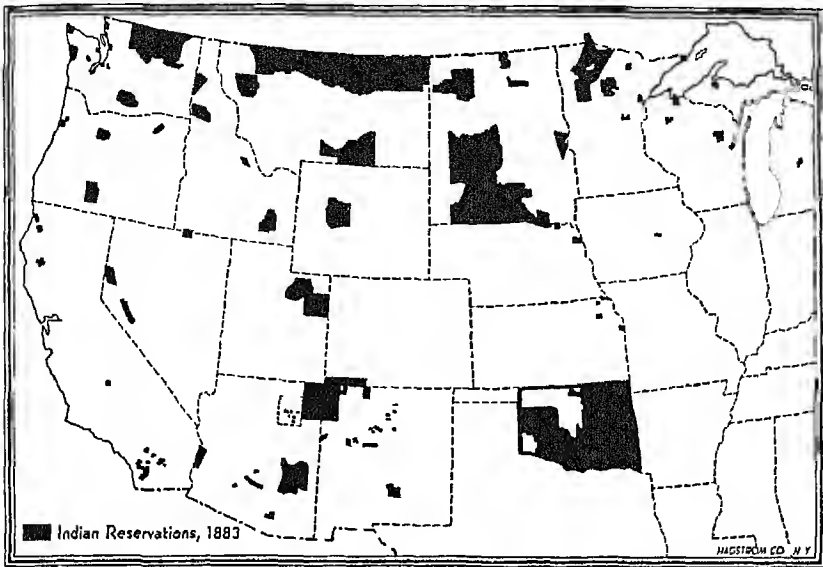 Indian Reservations, 1883
HAGSTROM CO., N.Y.